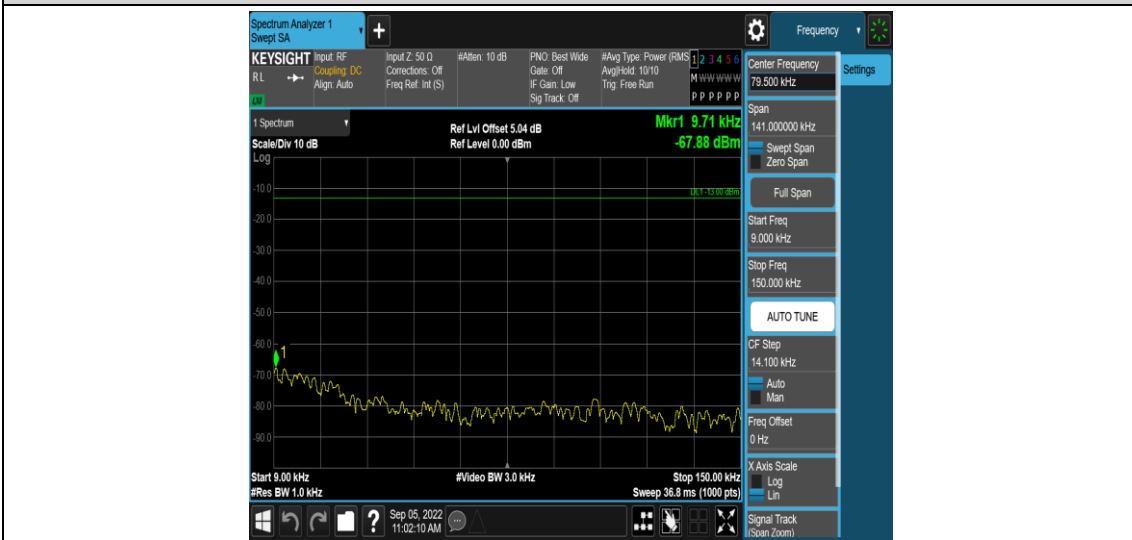 Spectrum Analyzer 1
Swept SA
+
Frequency
KEYSIGHT
RL
LXI
Input: RF
Coupling: DC
Align: Auto
Input Z: 50 Ω
Corrections: Off
Freq Ref: Int (S)
#Atten: 10 dB
PNO: Best Wide
Gate: Off
IF Gain: Low
Sig Track: Off
#Avg Type: Power (RMS
Avg|Hold: 10/10
Trig: Free Run
1 2 3 4 5 6
M W W W W W
P P P P P P
Center Frequency
79.500 kHz
Settings
Span
141.000000 kHz
Swept Span
Zero Span
Full Span
Start Freq
9.000 kHz
Stop Freq
150.000 kHz
AUTO TUNE
CF Step
14.100 kHz
Auto
Man
Freq Offset
0 Hz
X Axis Scale
Log
Lin
Signal Track
(Span Zoom)
1 Spectrum
Scale/Div 10 dB
Log
Ref Lvl Offset 5.04 dB
Ref Level 0.00 dBm
Mkr1 9.71 kHz
-67.88 dBm
DL1 -13.00 dBm
-10.0
-20.0
-30.0
-40.0
-50.0
-60.0
1
-70.0
-80.0
-90.0
Start 9.00 kHz
#Video BW 3.0 kHz
Stop 150.00 kHz
#Res BW 1.0 kHz
Sweep 36.8 ms (1000 pts)
?
Sep 05, 2022
11:02:10 AM